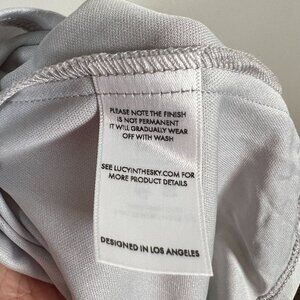 PLEASE NOTE THE FINISH
IS NOT PERMANENT
IT WILL GRADUALLY WEAR
OFF WITH WASH
SEE LUCYINTHESKY.COM FOR
MORE PRODUCT DETAILS
DESIGNED IN LOS ANGELES